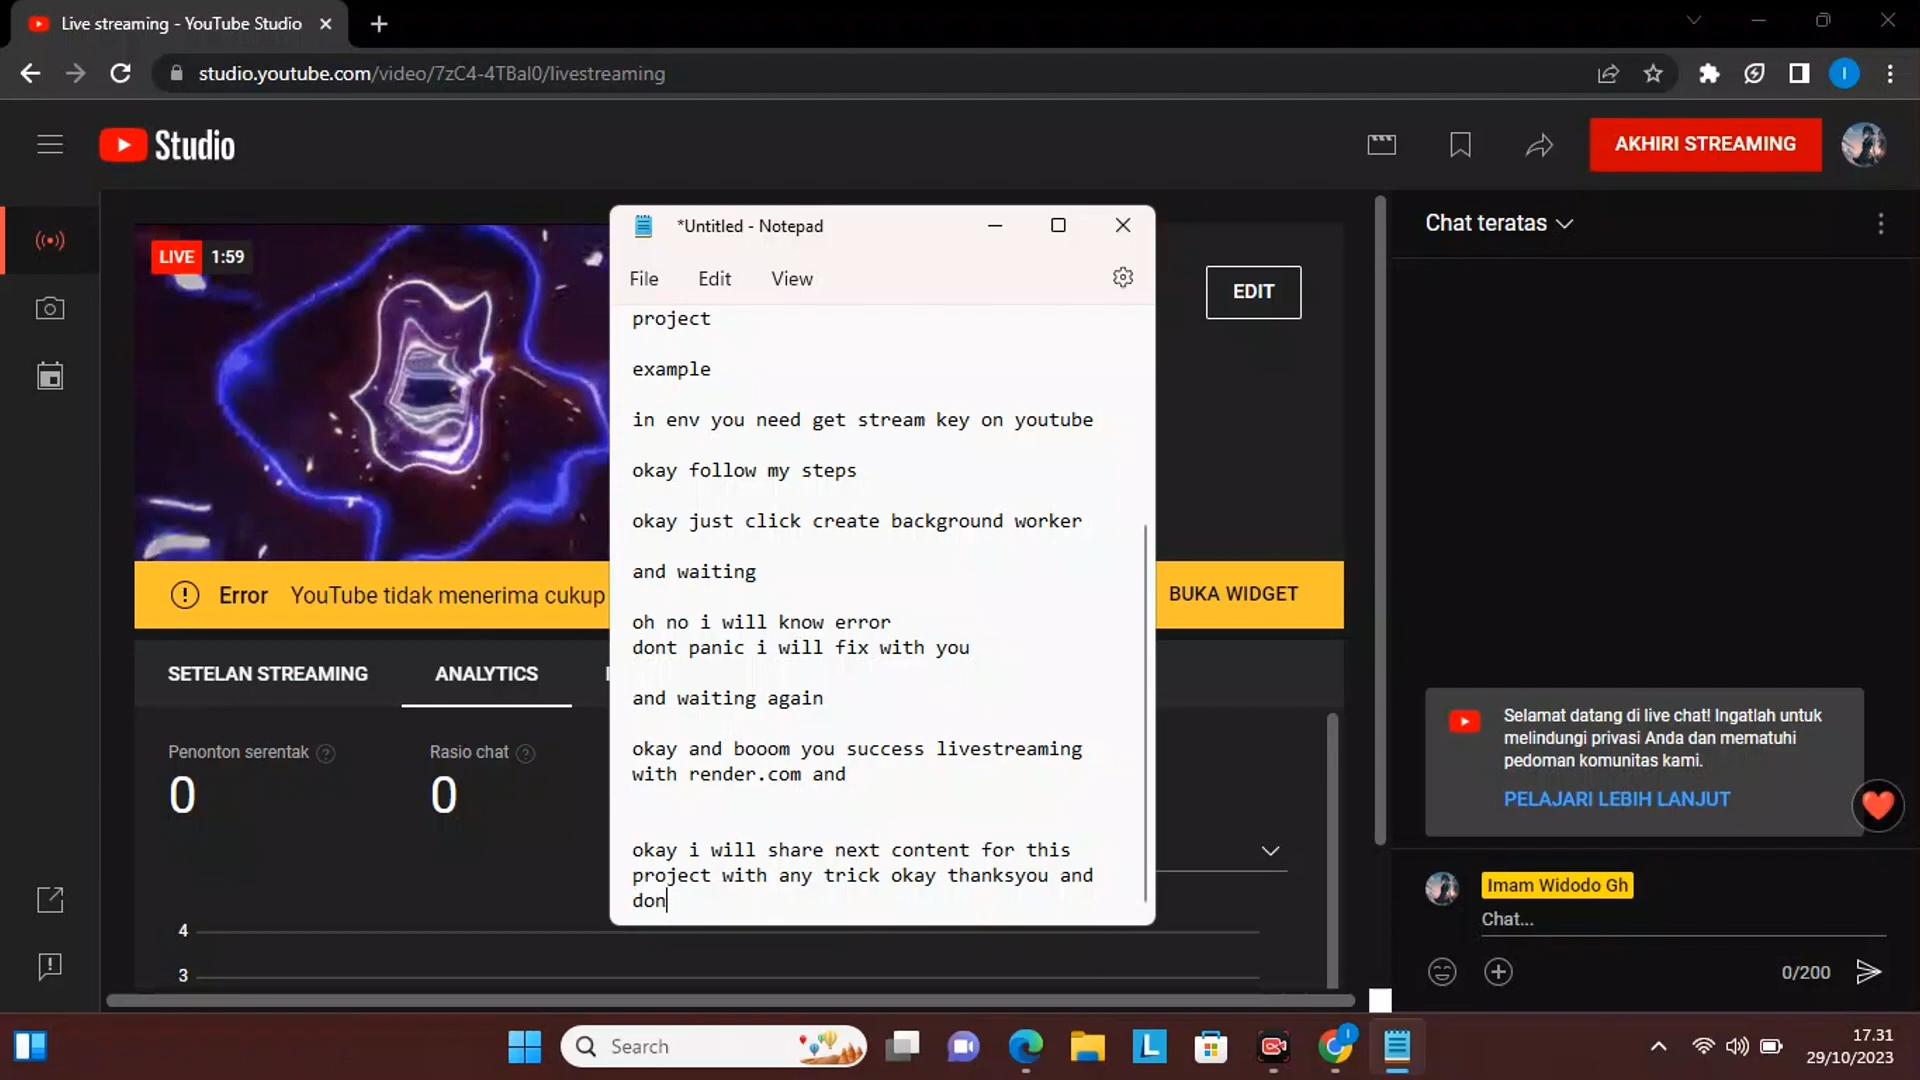 Live streaming - YouTube Studio
studio.youtube.com/video/7zC4-4TBal0/livestreaming
I
Studio
AKHIRI STREAMING
LIVE 1:59
EDIT
Error YouTube tidak menerima cukup
BUKA WIDGET
SETELAN STREAMING
ANALYTICS
Penonton serentak
0
Rasio chat
0
4
3
*Untitled - Notepad
File
Edit
View
project
example
in env you need get stream key on youtube
okay follow my steps
okay just click create background worker
and waiting
oh no i will know error
dont panic i will fix with you
and waiting again
okay and booom you success livestreaming
with render.com and
okay i will share next content for this
project with any trick okay thanksyou and
don
Chat teratas
Selamat datang di live chat! Ingatlah untuk
melindungi privasi Anda dan mematuhi
pedoman komunitas kami.
PELAJARI LEBIH LANJUT
Imam Widodo Gh
Chat...
0/200
Search
L
17.31
29/10/2023